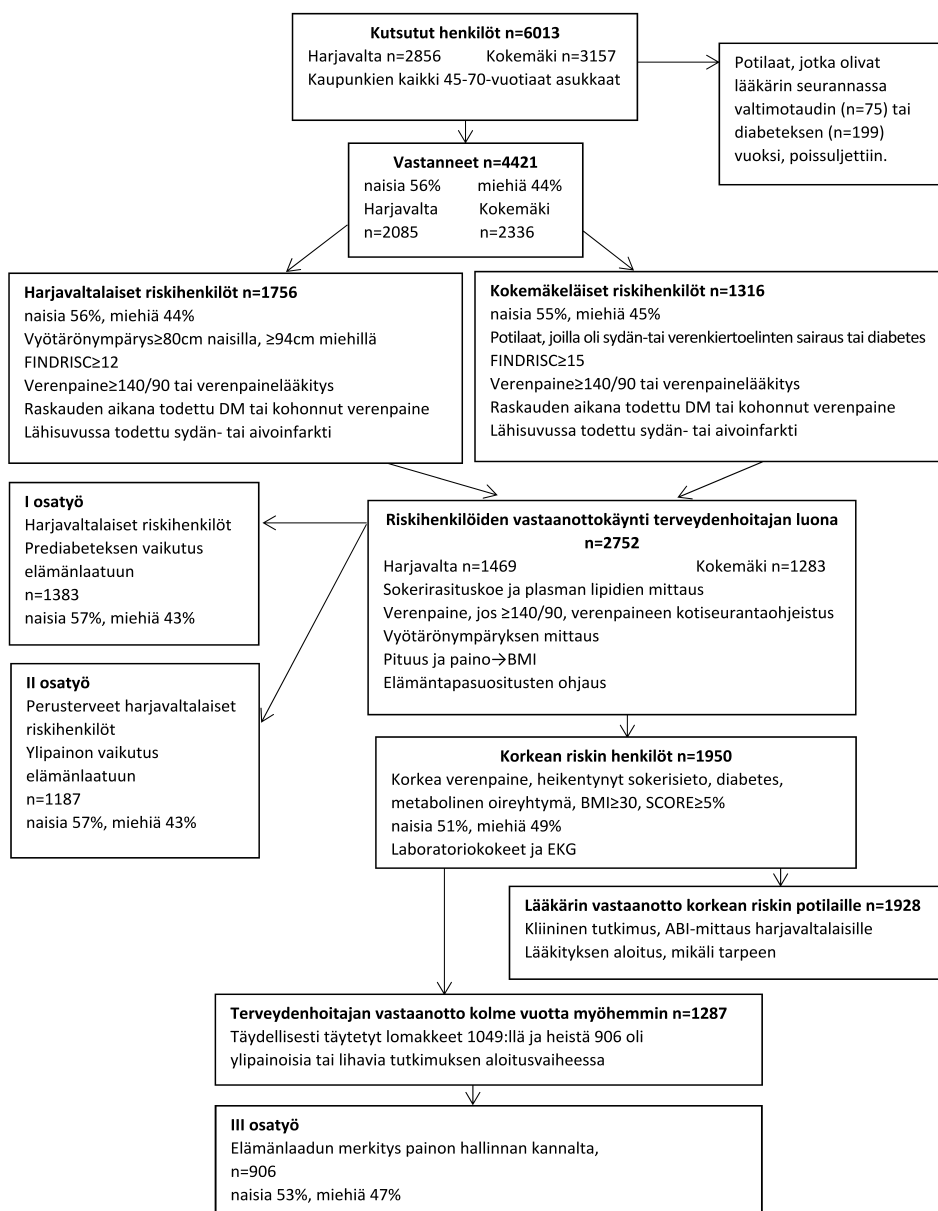 Kutsutut henkilöt n=6013
Harjavalta n=2856 Kokemäki n=3157
Kaupunkien kaikki 45-70-vuotiaat asukkaat
Potilaat, jotka olivat
lääkärin seurannassa
valtimotaudin (n=75) tai
diabeteksen (n=199)
vuoksi, poissuljettiin.
Vastanneet n=4421
naisia 56% miehiä 44%
Harjavalta Kokemäki
n=2085 n=2336
Harjavaltalaiset riskihenkilöt n=1756
naisia 56%, miehiä 44%
Vyötärönympärys≥80cm naisilla, ≥94cm miehillä
FINDRISC≥12
Verenpaine≥140/90 tai verenpainelääkitys
Raskauden aikana todettu DM tai kohonnut verenpaine
Lähisuvussa todettu sydän- tai aivoinfarkti
Kokemäkeläiset riskihenkilöt n=1316
naisia 55%, miehiä 45%
Potilaat, joilla oli sydän-tai verenkiertoelinten sairaus tai diabetes
FINDRISC≥15
Verenpaine≥140/90 tai verenpainelääkitys
Raskauden aikana todettu DM tai kohonnut verenpaine
Lähisuvussa todettu sydän- tai aivoinfarkti
I osatyö
Harjavaltalaiset riskihenkilöt
Prediabeteksen vaikutus
elämänlaatuun
n=1383
naisia 57%, miehiä 43%
Riskihenkilöiden vastaanottokäynti terveydenhoitajan luona
n=2752
Harjavalta n=1469 Kokemäki n=1283
Sokerirasituskoe ja plasman lipidien mittaus
Verenpaine, jos ≥140/90, verenpaineen kotiseurantaohjeistus
Vyötärönympäryksen mittaus
Pituus ja paino→BMI
Elämäntapasuositusten ohjaus
II osatyö
Perusterveet harjavaltalaiset
riskihenkilöt
Ylipainon vaikutus
elämänlaatuun
n=1187
naisia 57%, miehiä 43%
Korkean riskin henkilöt n=1950
Korkea verenpaine, heikentynyt sokerisieto, diabetes,
metabolinen oireyhtymä, BMI≥30, SCORE≥5%
naisia 51%, miehiä 49%
Laboratoriokokeet ja EKG
Lääkärin vastaanotto korkean riskin potilaille n=1928
Kliininen tutkimus, ABI-mittaus harjavaltalaisille
Lääkityksen aloitus, mikäli tarpeen
Terveydenhoitajan vastaanotto kolme vuotta myöhemmin n=1287
Täydellisesti täytetyt lomakkeet 1049:llä ja heistä 906 oli
ylipainoisia tai lihavia tutkimuksen aloitusvaiheessa
III osatyö
Elämänlaadun merkitys painon hallinnan kannalta,
n=906
naisia 53%, miehiä 47%